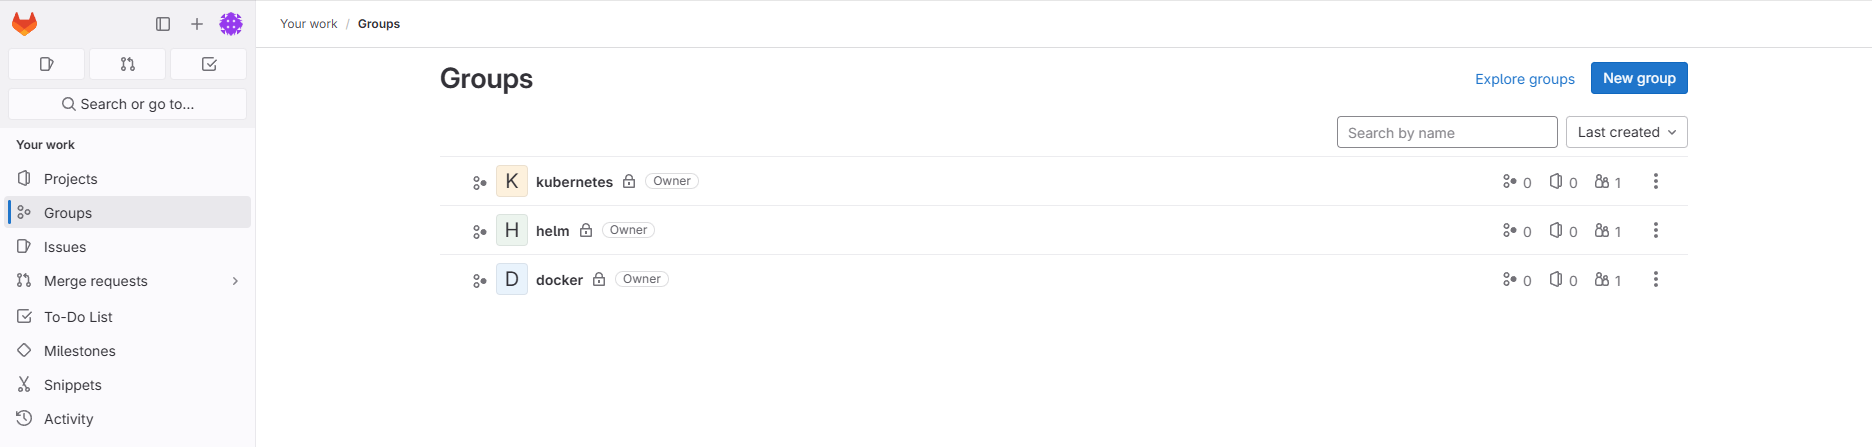 Your work / Groups
Search or go to...
Your work
Projects
Groups
Issues
Merge requests
To-Do List
Milestones
Snippets
Activity
Groups
Explore groups
New group
Search by name
Last created
K kubernetes Owner 0 0 1
H helm Owner 0 0 1
D docker Owner 0 0 1